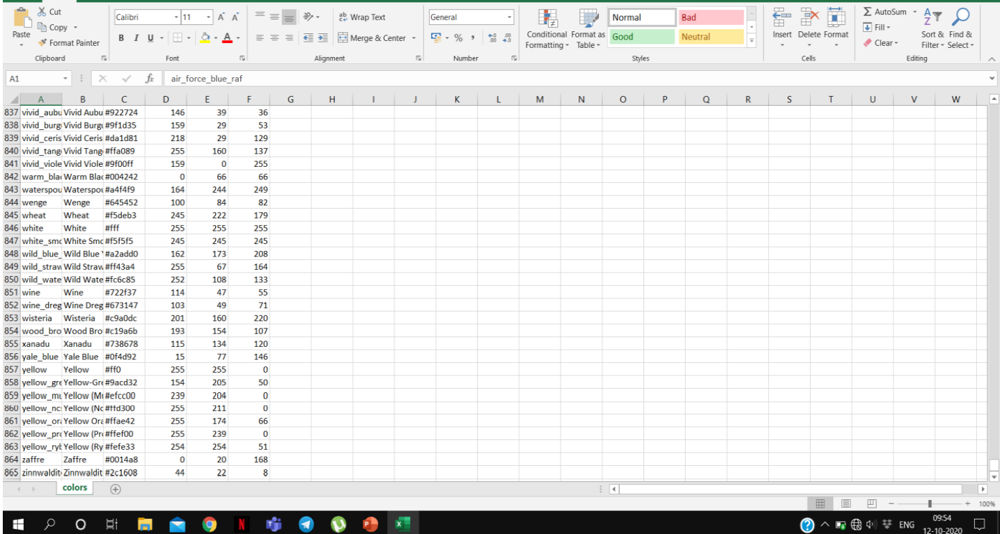 Cut
Calibri 11 A A Wrap Text General Normal Bad AutoSum
Copy Fill
Paste Format Painter B I U A Merge & Center % , Conditional Format as Good Neutral Insert Delete Format Clear Sort & Find &
Formatting Table Filter Select
Clipboard Font Alignment Number Styles Cells Editing
A1 fx air_force_blue_raf
A B C D E F G H I J K L M N O P Q R S T U V W
837 vivid_aubu Vivid Aubu #922724 146 39 36
838 vivid_burg Vivid Burgu #9f1d35 159 29 53
839 vivid_ceris Vivid Ceris #da1d81 218 29 129
840 vivid_tang Vivid Tang #ffa089 255 160 137
841 vivid_viole Vivid Viole #9f00ff 159 0 255
842 warm_blac Warm Blac #004242 0 66 66
843 waterspou Waterspou #a4f4f9 164 244 249
844 wenge Wenge #645452 100 84 82
845 wheat Wheat #f5deb3 245 222 179
846 white White #fff 255 255 255
847 white_smo White Smo #f5f5f5 245 245 245
848 wild_blue_ Wild Blue #a2add0 162 173 208
849 wild_straw Wild Straw #ff43a4 255 67 164
850 wild_wate Wild Wate #fc6c85 252 108 133
851 wine Wine #722f37 114 47 55
852 wine_dreg Wine Dreg #673147 103 49 71
853 wisteria Wisteria #c9a0dc 201 160 220
854 wood_bro Wood Bro #c19a6b 193 154 107
855 xanadu Xanadu #738678 115 134 120
856 yale_blue Yale Blue #0f4d92 15 77 146
857 yellow Yellow #ff0 255 255 0
858 yellow_gre Yellow-Gre #9acd32 154 205 50
859 yellow_mu Yellow (Mu #efcc00 239 204 0
860 yellow_ncs Yellow (Nc #ffd300 255 211 0
861 yellow_ora Yellow Ora #ffae42 255 174 66
862 yellow_pro Yellow (Pro #ffef00 255 239 0
863 yellow_ryb Yellow (Ry #fefe33 254 254 51
864 zaffre Zaffre #0014a8 0 20 168
865 zinnwaldite Zinnwaldit #2c1608 44 22 8
colors
100%
ENG 09:54
12-10-2020